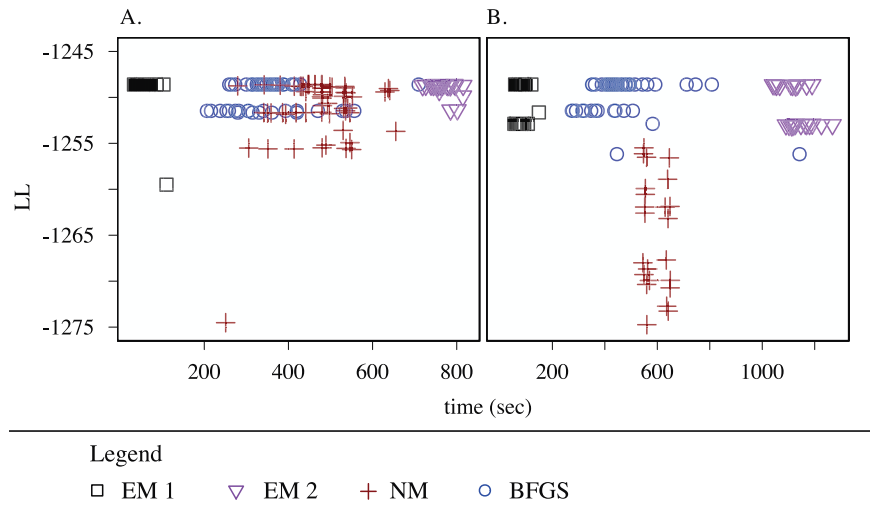 A.
B.
-1245
-1255
-1265
-1275
LL
200 400 600 800
200 600 1000
time (sec)
Legend
EM 1 EM 2 NM BFGS